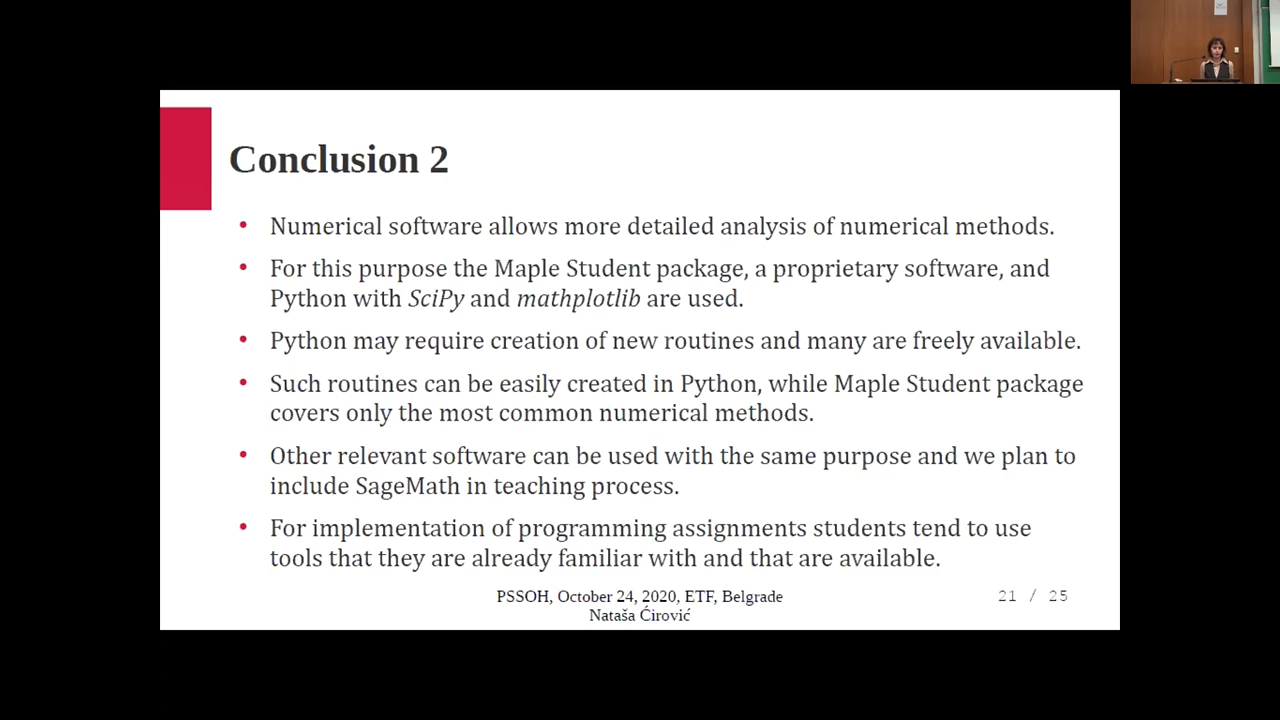 Conclusion 2
• Numerical software allows more detailed analysis of numerical methods.
• For this purpose the Maple Student package, a proprietary software, and
Python with SciPy and mathplotlib are used.
• Python may require creation of new routines and many are freely available.
• Such routines can be easily created in Python, while Maple Student package
covers only the most common numerical methods.
• Other relevant software can be used with the same purpose and we plan to
include SageMath in teaching process.
• For implementation of programming assignments students tend to use
tools that they are already familiar with and that are available.
PSSOH, October 24, 2020, ETF, Belgrade
Nataša Ćirović
21 / 25